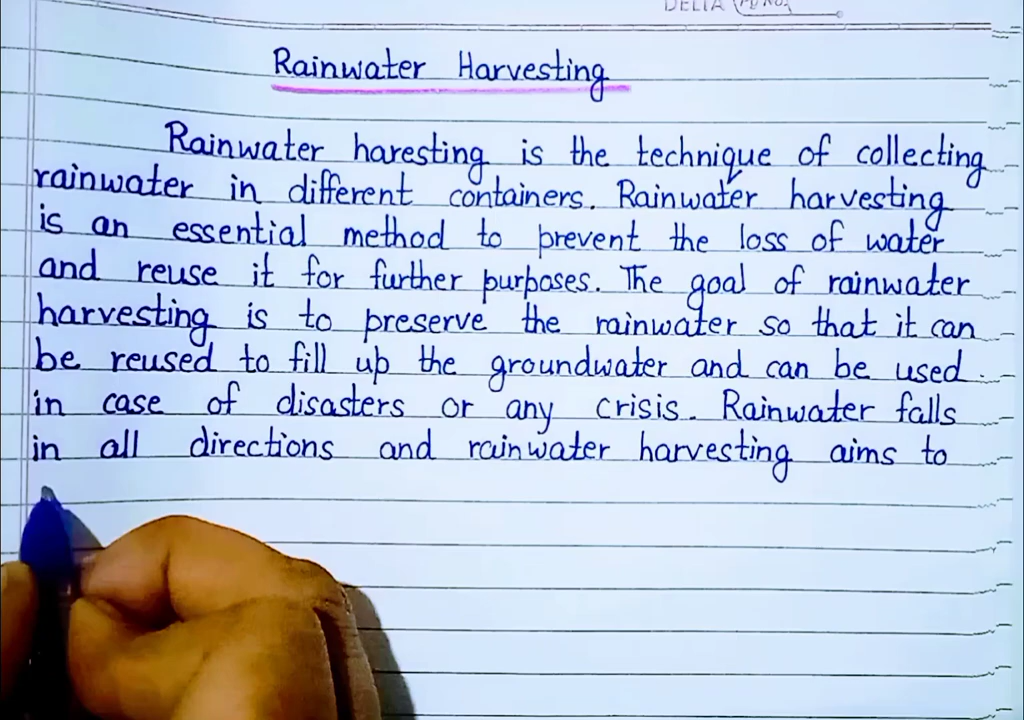 DELTA
Rainwater Harvesting
Rainwater haresting is the technique of collecting
rainwater in different containers. Rainwater harvesting
is an essential method to prevent the loss of water
and reuse it for further purposes. The goal of rainwater
harvesting is to preserve the rainwater so that it can
be reused to fill up the groundwater and can be used
in case of disasters or any crisis. Rainwater falls
in all directions and rainwater harvesting aims to